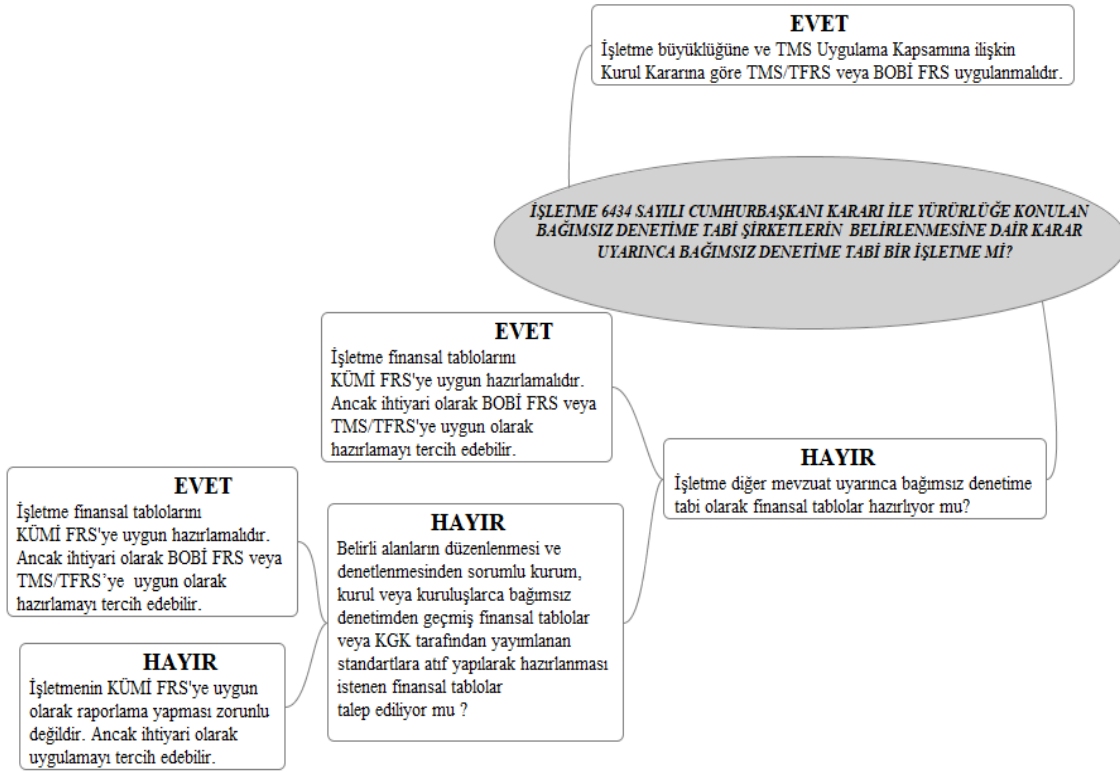 EVET
İşletme büyüklüğüne ve TMS Uygulama Kapsamına ilişkin
Kurul Kararına göre TMS/TFRS veya BOBİ FRS uygulanmalıdır.
İŞLETME 6434 SAYILI CUMHURBAŞKANI KARARI İLE YÜRÜRLÜĞE KONULAN
BAĞIMSIZ DENETİME TABİ ŞİRKETLERİN BELİRLENMESİNE DAİR KARAR
UYARINCA BAĞIMSIZ DENETİME TABİ BİR İŞLETME Mİ?
HAYIR
İşletme diğer mevzuat uyarınca bağımsız denetime
tabi olarak finansal tablolar hazırlıyor mu?
EVET
İşletme finansal tablolarını
KÜMİ FRS'ye uygun hazırlamalıdır.
Ancak ihtiyari olarak BOBİ FRS veya
TMS/TFRS'ye uygun olarak
hazırlamayı tercih edebilir.
HAYIR
Belirli alanların düzenlenmesi ve
denetlenmesinden sorumlu kurum,
kurul veya kuruluşlarca bağımsız
denetimden geçmiş finansal tablolar
veya KGK tarafından yayımlanan
standartlara atıf yapılarak hazırlanması
istenen finansal tablolar
talep ediliyor mu ?
EVET
İşletme finansal tablolarını
KÜMİ FRS'ye uygun hazırlamalıdır.
Ancak ihtiyari olarak BOBİ FRS veya
TMS/TFRS’ye uygun olarak
hazırlamayı tercih edebilir.
HAYIR
İşletmenin KÜMİ FRS'ye uygun
olarak raporlama yapması zorunlu
değildir. Ancak ihtiyari olarak
uygulamayı tercih edebilir.